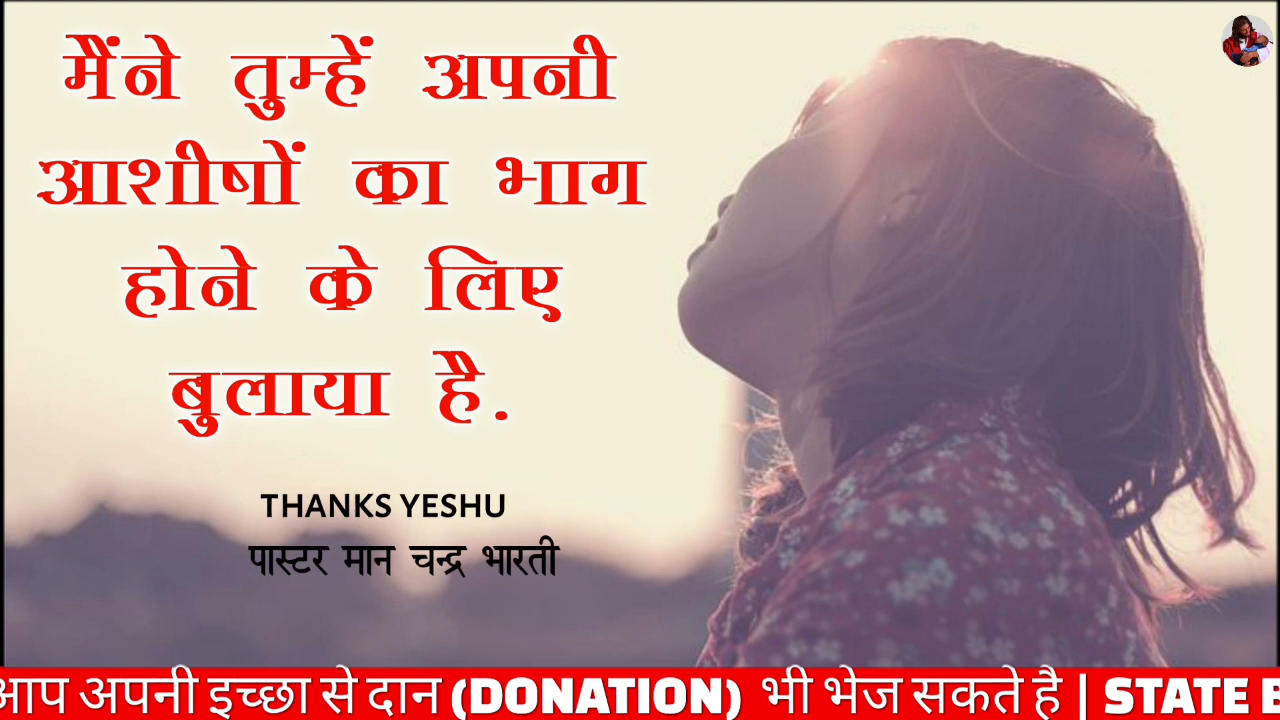 मैंने तुम्हें अपनी
आशीषों का भाग
होने के लिए
बुलाया है.
THANKS YESHU
पास्टर मान चन्द्र भारती
आप अपनी इच्छा से दान (DONATION) भी भेज सकते है | STATE